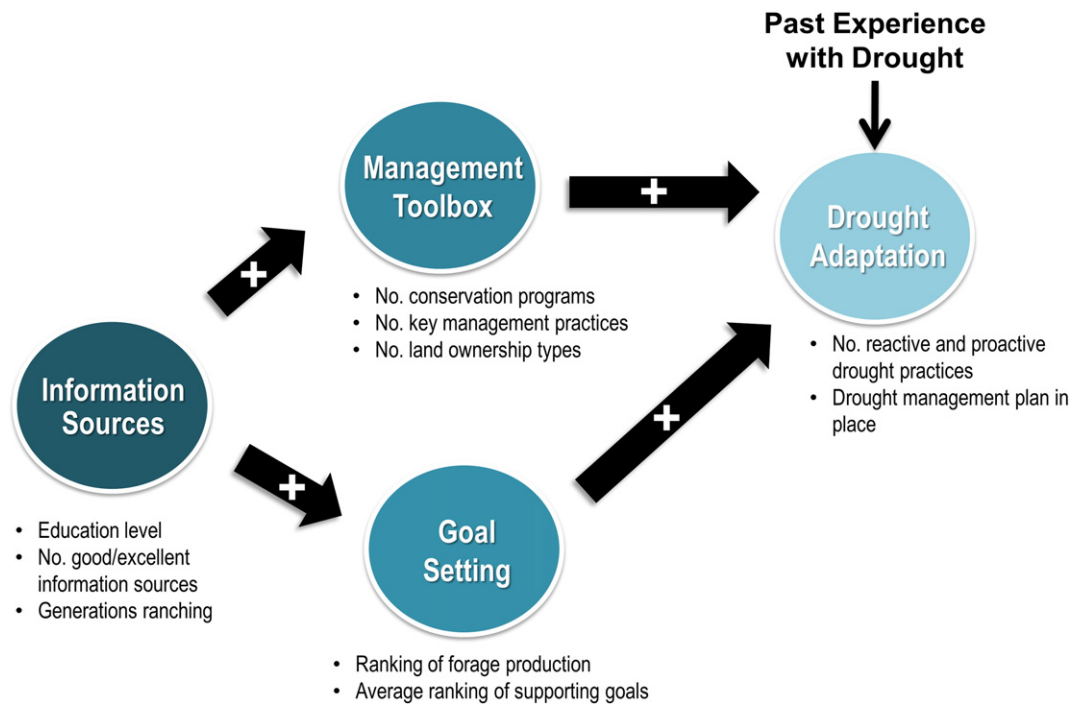 Past Experience
with Drought
Management
Toolbox
+
Drought
Adaptation
+
• No. conservation programs
• No. key management practices
• No. land ownership types
Information
Sources
• No. reactive and proactive
drought practices
• Drought management plan in
place
+
+
Goal
Setting
• Education level
• No. good/excellent
information sources
• Generations ranching
• Ranking of forage production
• Average ranking of supporting goals